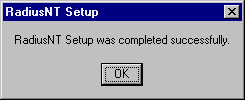 RadiusNT Setup
RadiusNT Setup was completed successfully.
OK